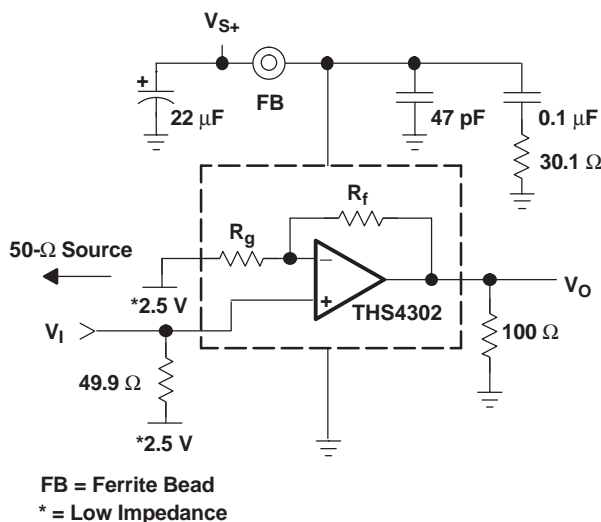 VS+
+
22 μF
FB
47 pF
0.1 μF
30.1 Ω
Rf
Rg
50-Ω Source
*2.5 V
−
+
THS4302
VO
VI
100 Ω
49.9 Ω
*2.5 V
FB = Ferrite Bead
* = Low Impedance